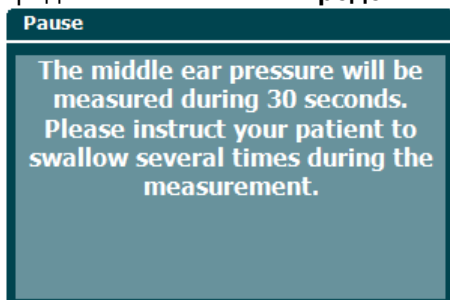 Pause
The middle ear pressure will be
measured during 30 seconds.
Please instruct your patient to
swallow several times during the
measurement.